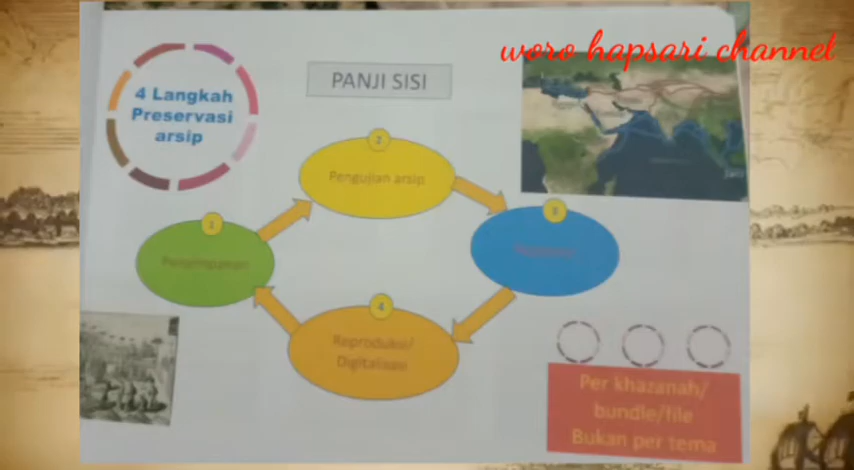 woro hapsari channel
4 Langkah
Preservasi
arsip
PANJI SISI
2
Pengujian arsip
1
Penyimpanan
3
4
Reproduksi/
Digitalisasi
Per khazanah/
bundle/file
Bukan per tema